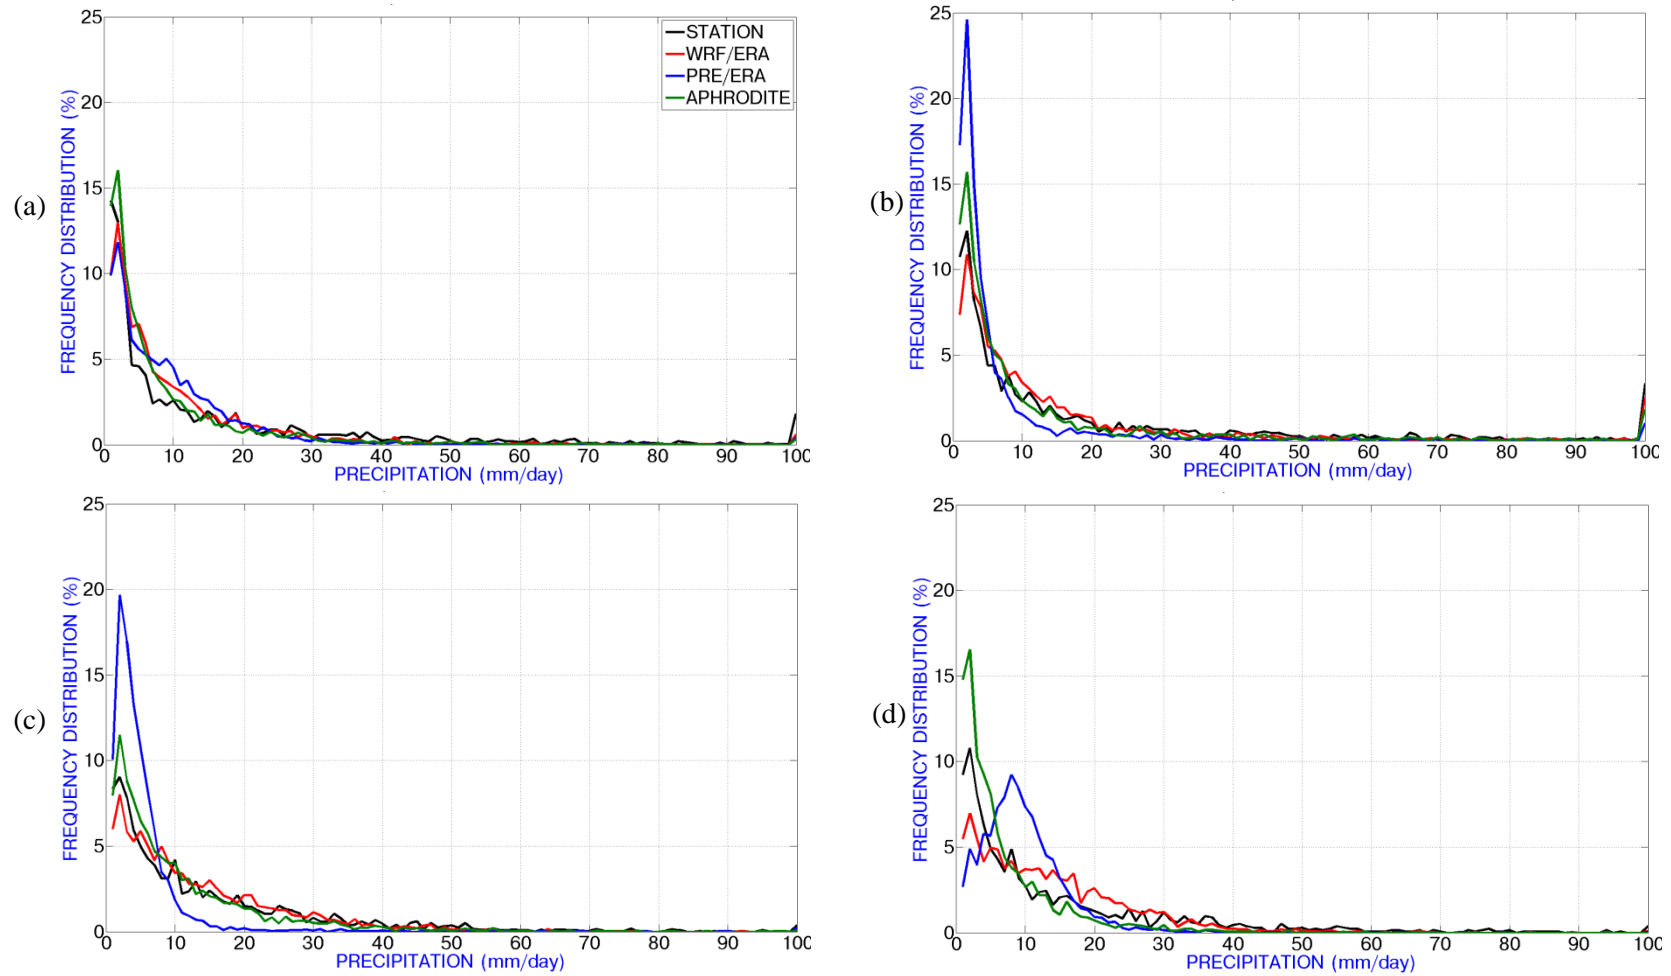 25
20
15
10
5
0
FREQUENCY DISTRIBUTION (%)
STATION
WRF/ERA
PRE/ERA
APHRODITE
0 10 20 30 40 50 60 70 80 90 100
PRECIPITATION (mm/day)
(a)
25
20
15
10
5
0
FREQUENCY DISTRIBUTION (%)
0 10 20 30 40 50 60 70 80 90 100
PRECIPITATION (mm/day)
(b)
25
20
15
10
5
0
FREQUENCY DISTRIBUTION (%)
0 10 20 30 40 50 60 70 80 90 100
PRECIPITATION (mm/day)
(c)
25
20
15
10
5
0
FREQUENCY DISTRIBUTION (%)
0 10 20 30 40 50 60 70 80 90 100
PRECIPITATION (mm/day)
(d)